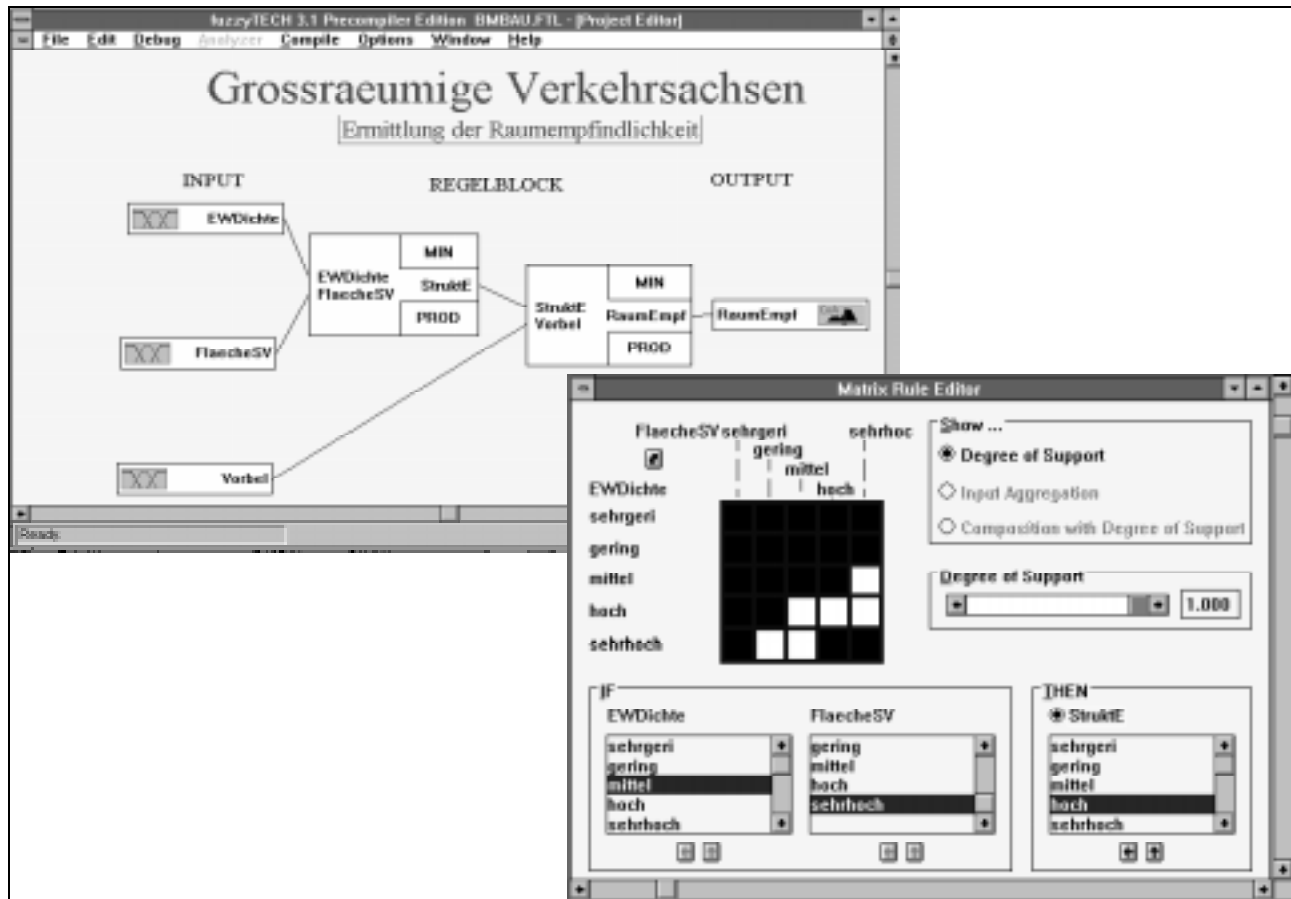 fuzzyTECH 3.1 Precompiler Edition BMBAU.FTL - [Project Editor]
File Edit Debug Analyzer Compile Options Window Help
Grossraeumige Verkehrsachsen
Ermittlung der Raumempfindlichkeit
INPUT REGELBLOCK OUTPUT
EWDichte
EWDichte
FlaecheSV
MIN
StruktE
PROD
FlaecheSV
StruktE
Vorbel
MIN
RaumEmpf
PROD
RaumEmpf
Vorbel
Ready
Matrix Rule Editor
FlaecheSV sehrgeri sehrhoc
gering
mittel
hoch
EWDichte
sehrgeri
gering
mittel
hoch
sehrhoch
Show ...
Degree of Support
Input Aggregation
Composition with Degree of Support
Degree of Support
1.000
IF
EWDichte
sehrgeri
gering
mittel
hoch
sehrhoch
FlaecheSV
gering
mittel
hoch
sehrhoch
THEN
StruktE
sehrgeri
gering
mittel
hoch
sehrhoch